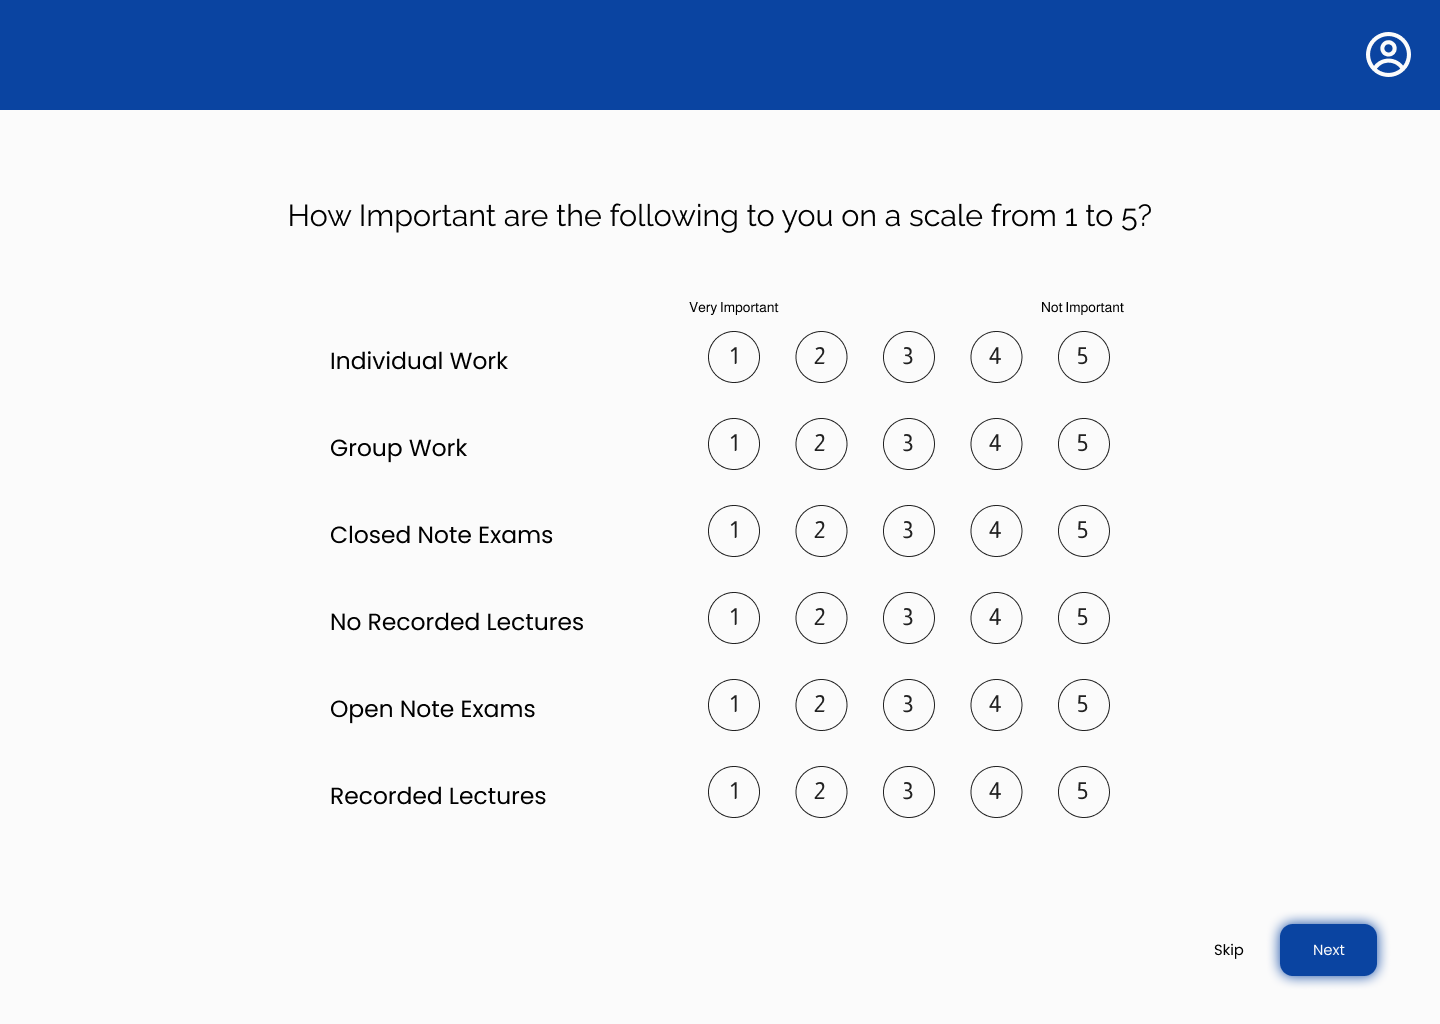 How Important are the following to you on a scale from 1 to 5?
Very Important Not Important
Individual Work 1 2 3 4 5
Group Work 1 2 3 4 5
Closed Note Exams 1 2 3 4 5
No Recorded Lectures 1 2 3 4 5
Open Note Exams 1 2 3 4 5
Recorded Lectures 1 2 3 4 5
Skip Next